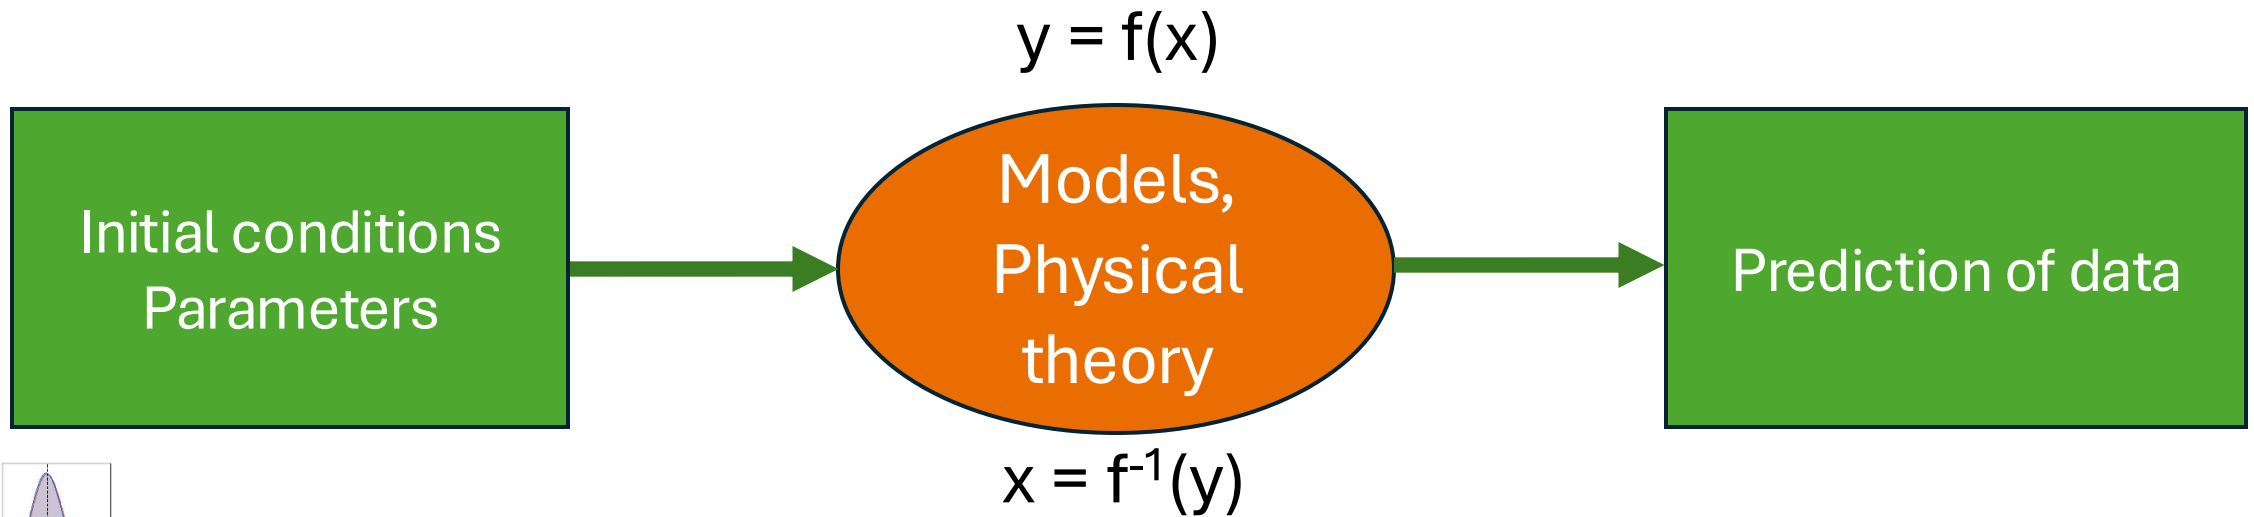 y = f(x)
Initial conditions
Parameters
Models,
Physical
theory
Prediction of data
x = f⁻¹(y)